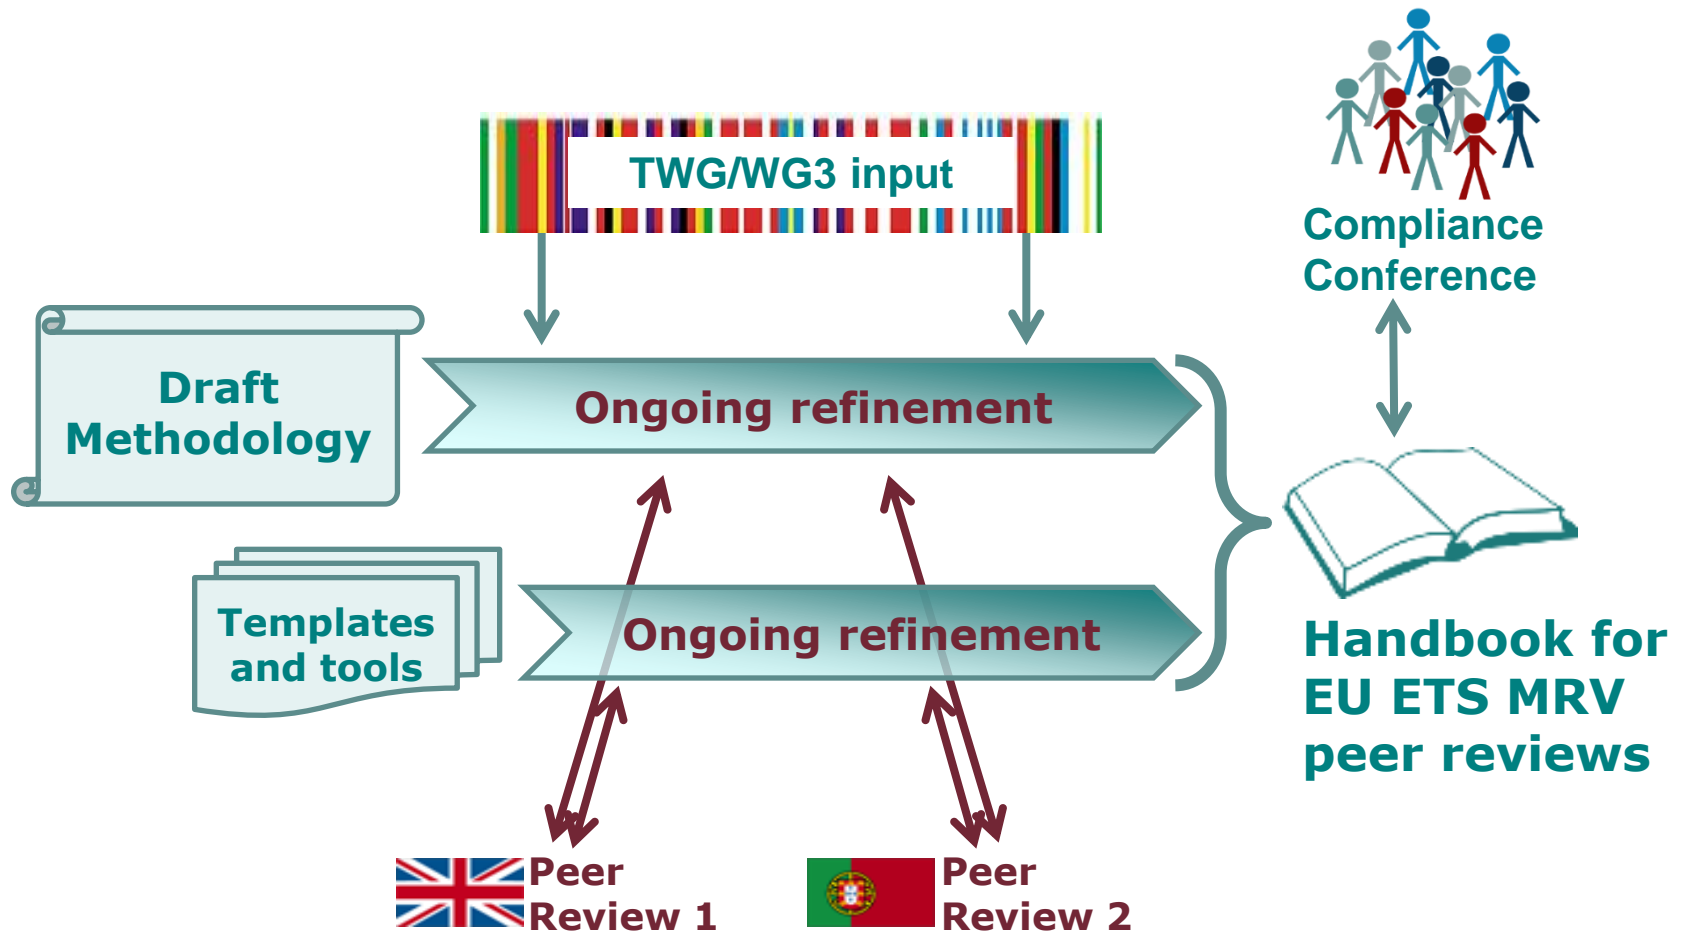 TWG/WG3 input
Compliance
Conference
Draft
Methodology
Ongoing refinement
Templates
and tools
Ongoing refinement
Handbook for
EU ETS MRV
peer reviews
Peer
Review 1
Peer
Review 2